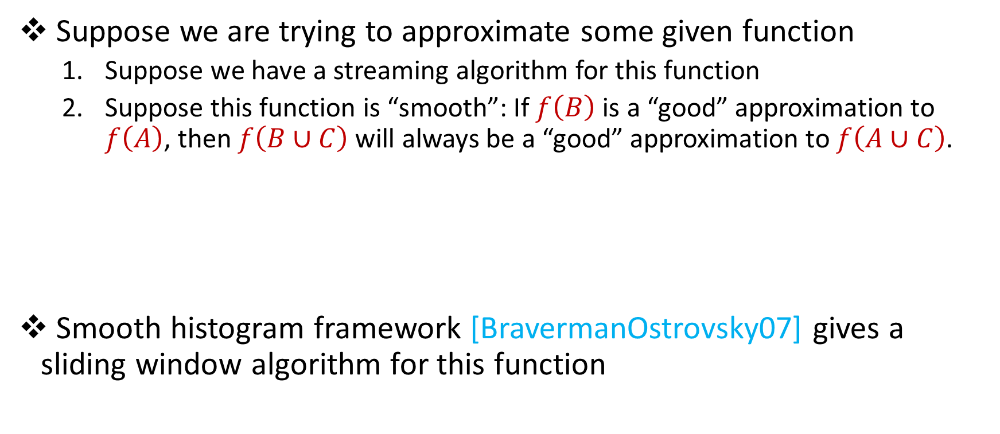 ❖ Suppose we are trying to approximate some given function
1. Suppose we have a streaming algorithm for this function
2. Suppose this function is “smooth”: If f(B) is a “good” approximation to
f(A), then f(B ∪ C) will always be a “good” approximation to f(A ∪ C).
❖ Smooth histogram framework [BravermanOstrovsky07] gives a
sliding window algorithm for this function